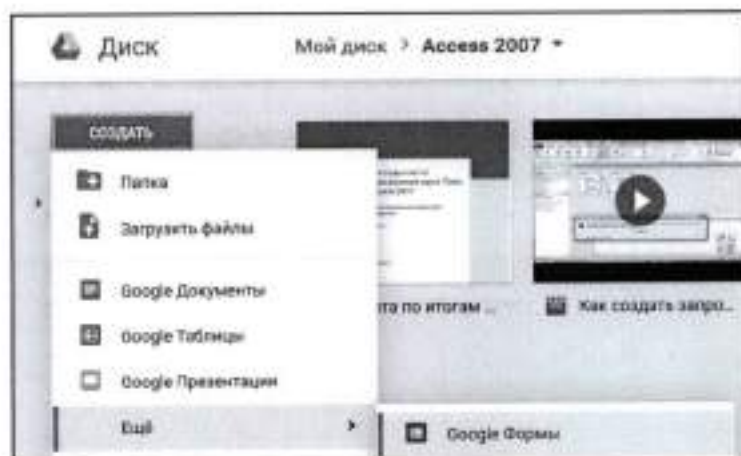 Диск
Мой диск > Access 2007
СОЗДАТЬ
Папка
Загрузить файлы
Google Документы
Google Таблицы
Google Презентации
Ещё
Google Формы
та по итогам ...
Как создать запро...